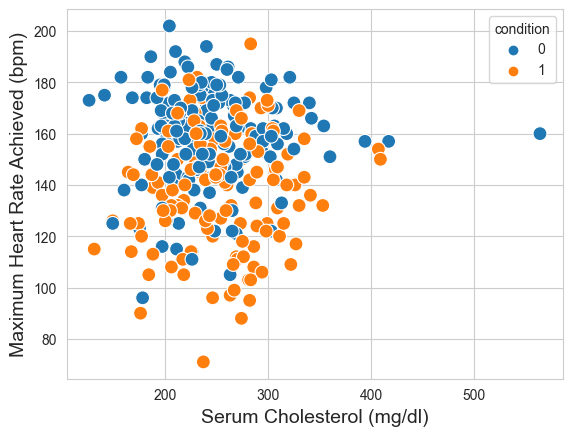 condition
0
1
200
180
160
140
120
100
80
Maximum Heart Rate Achieved (bpm)
200 300 400 500
Serum Cholesterol (mg/dl)